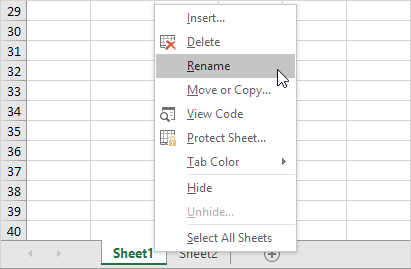 29
Insert...
30
Delete
31
32
Rename
33
Move or Copy...
34
View Code
35
Protect Sheet...
36
37
Tab Color
38
Hide
39
Unhide...
40
Select All Sheets
Sheet1 Sheet2